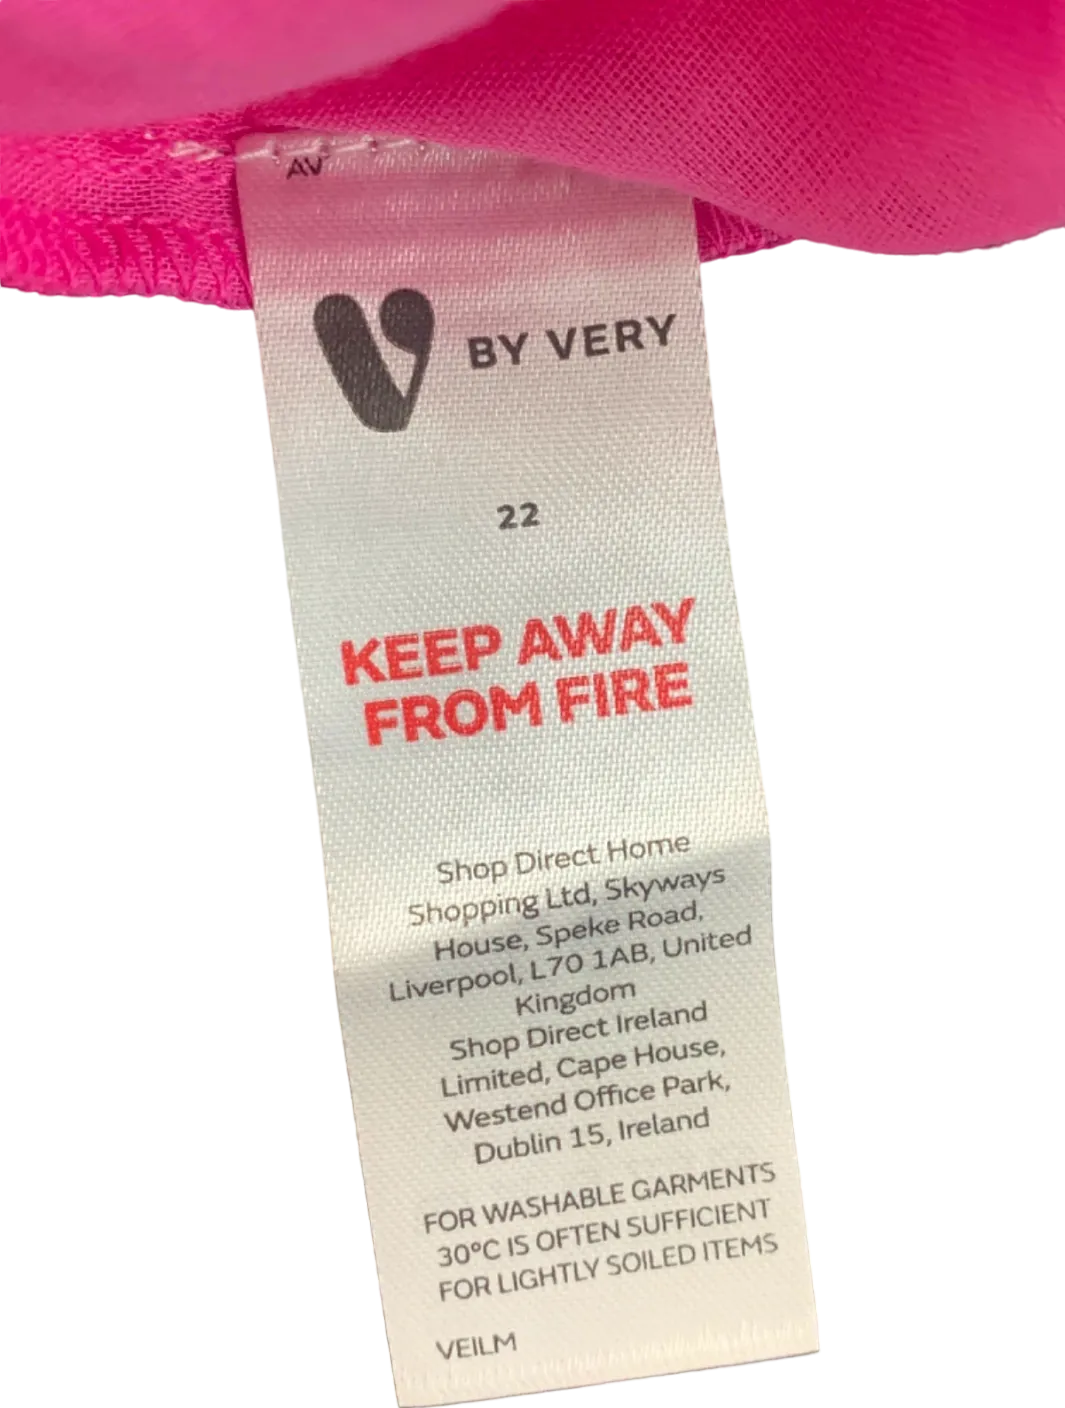 AV
V BY VERY
22
KEEP AWAY
FROM FIRE
Shop Direct Home
Shopping Ltd, Skyways
House, Speke Road,
Liverpool, L70 1AB, United
Kingdom
Shop Direct Ireland
Limited, Cape House,
Westend Office Park,
Dublin 15, Ireland
FOR WASHABLE GARMENTS
30°C IS OFTEN SUFFICIENT
FOR LIGHTLY SOILED ITEMS
VEILM